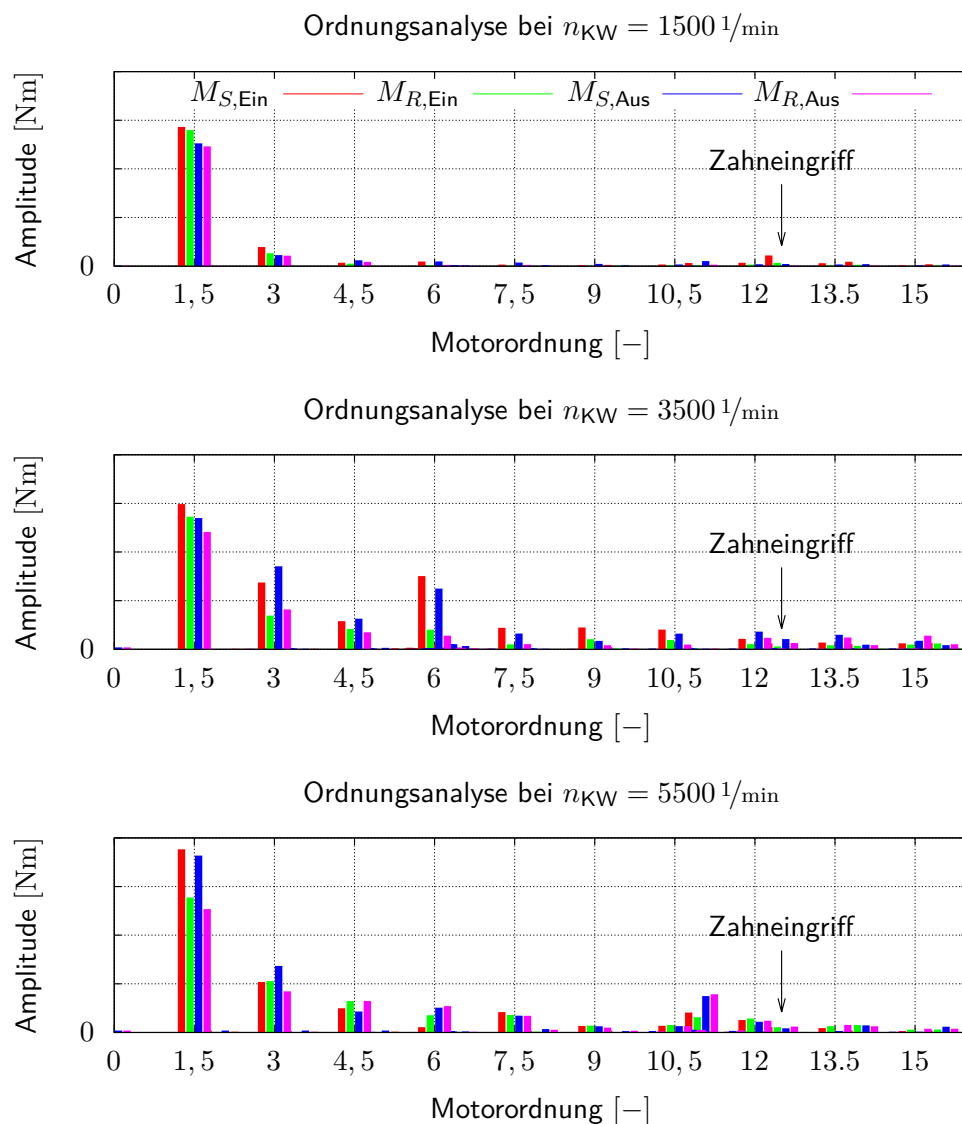 Ordnungsanalyse bei n_KW = 1500 1/min
M_S,Ein M_R,Ein M_S,Aus M_R,Aus
Amplitude [Nm]
Zahneingriff
0
0 1,5 3 4,5 6 7,5 9 10,5 12 13.5 15
Motorordnung [−]
Ordnungsanalyse bei n_KW = 3500 1/min
Amplitude [Nm]
Zahneingriff
0
0 1,5 3 4,5 6 7,5 9 10,5 12 13.5 15
Motorordnung [−]
Ordnungsanalyse bei n_KW = 5500 1/min
Amplitude [Nm]
Zahneingriff
0
0 1,5 3 4,5 6 7,5 9 10,5 12 13.5 15
Motorordnung [−]